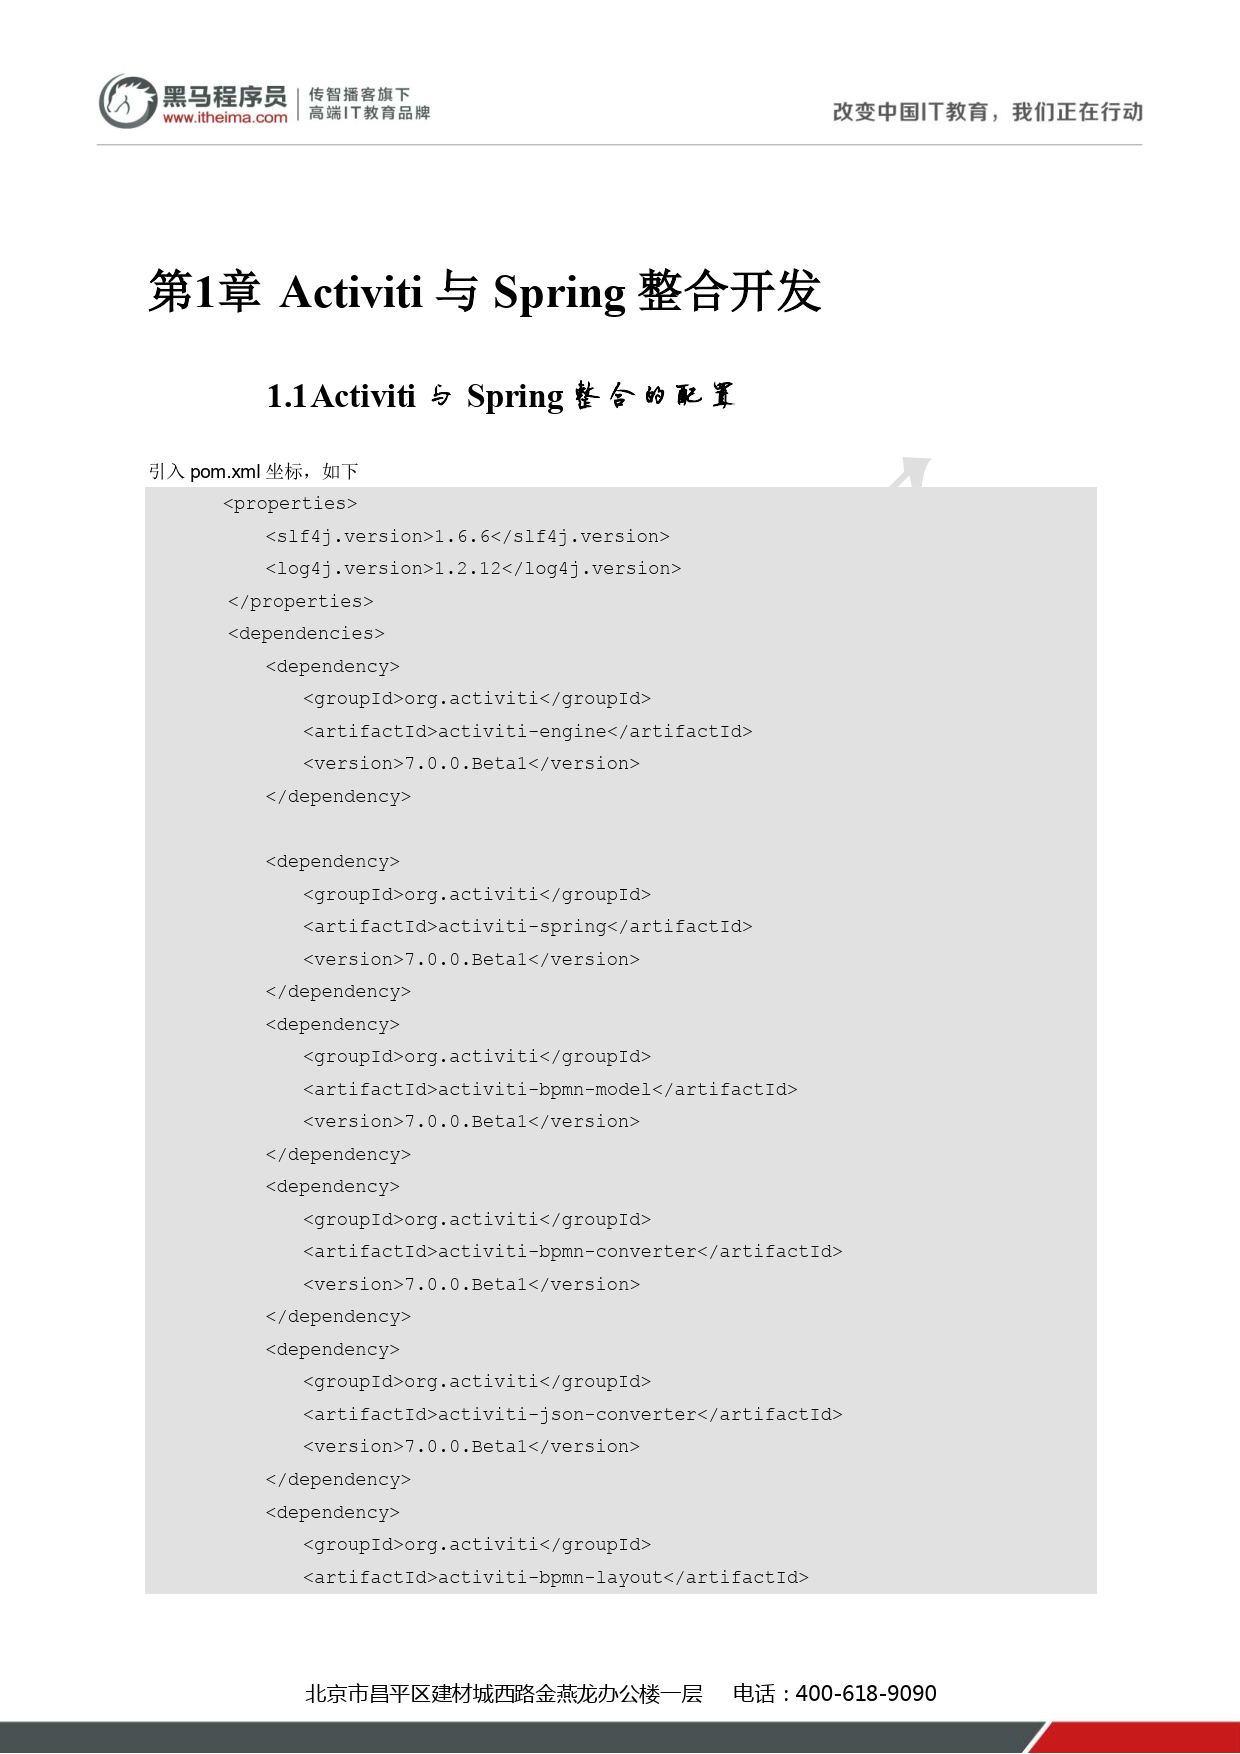 黑马程序员
www.itheima.com
传智播客旗下
高端IT教育品牌
改变中国IT教育，我们正在行动
第1章 Activiti 与 Spring 整合开发
1.1Activiti 与 Spring 整合的配置
引入 pom.xml 坐标，如下
<properties>
<slf4j.version>1.6.6</slf4j.version>
<log4j.version>1.2.12</log4j.version>
</properties>
<dependencies>
<dependency>
<groupId>org.activiti</groupId>
<artifactId>activiti-engine</artifactId>
<version>7.0.0.Beta1</version>
</dependency>
<dependency>
<groupId>org.activiti</groupId>
<artifactId>activiti-spring</artifactId>
<version>7.0.0.Beta1</version>
</dependency>
<dependency>
<groupId>org.activiti</groupId>
<artifactId>activiti-bpmn-model</artifactId>
<version>7.0.0.Beta1</version>
</dependency>
<dependency>
<groupId>org.activiti</groupId>
<artifactId>activiti-bpmn-converter</artifactId>
<version>7.0.0.Beta1</version>
</dependency>
<dependency>
<groupId>org.activiti</groupId>
<artifactId>activiti-json-converter</artifactId>
<version>7.0.0.Beta1</version>
</dependency>
<dependency>
<groupId>org.activiti</groupId>
<artifactId>activiti-bpmn-layout</artifactId>
北京市昌平区建材城西路金燕龙办公楼一层 电话：400-618-9090